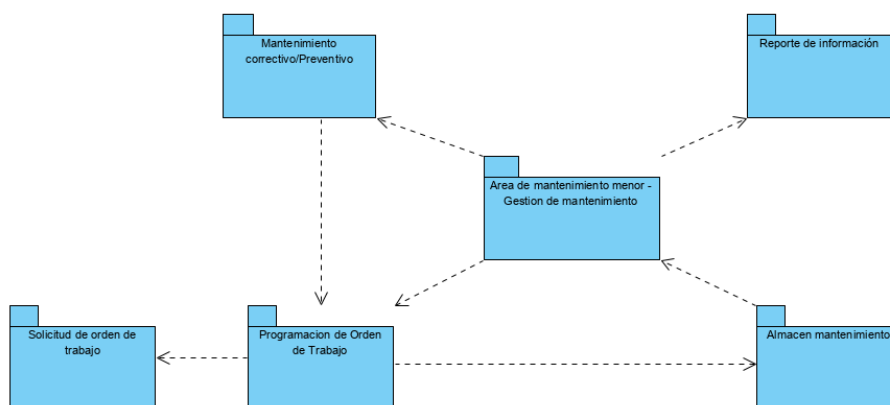 Mantenimiento
correctivo/Preventivo
Reporte de información
Area de mantenimiento menor -
Gestion de mantenimiento
Solicitud de orden de
trabajo
Programacion de Orden
de Trabajo
Almacen mantenimiento